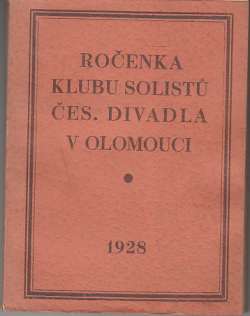 ROČENKA
KLUBU SOLISTŮ
ČES. DIVADLA
V OLOMOUCI
•
1928